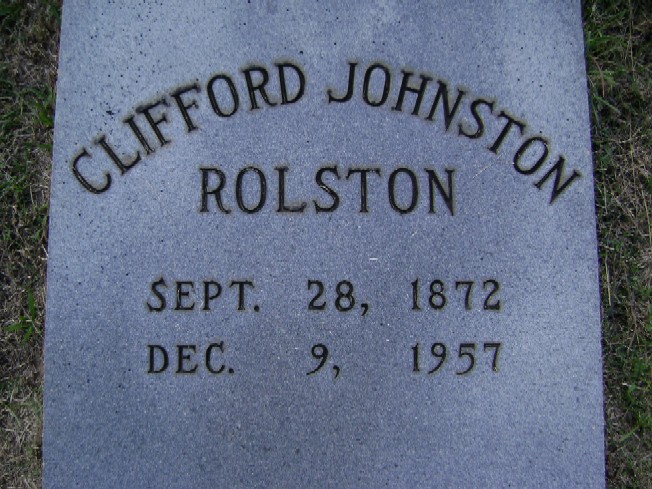 CLIFFORD JOHNSTON
ROLSTON
SEPT. 28, 1872
DEC. 9, 1957